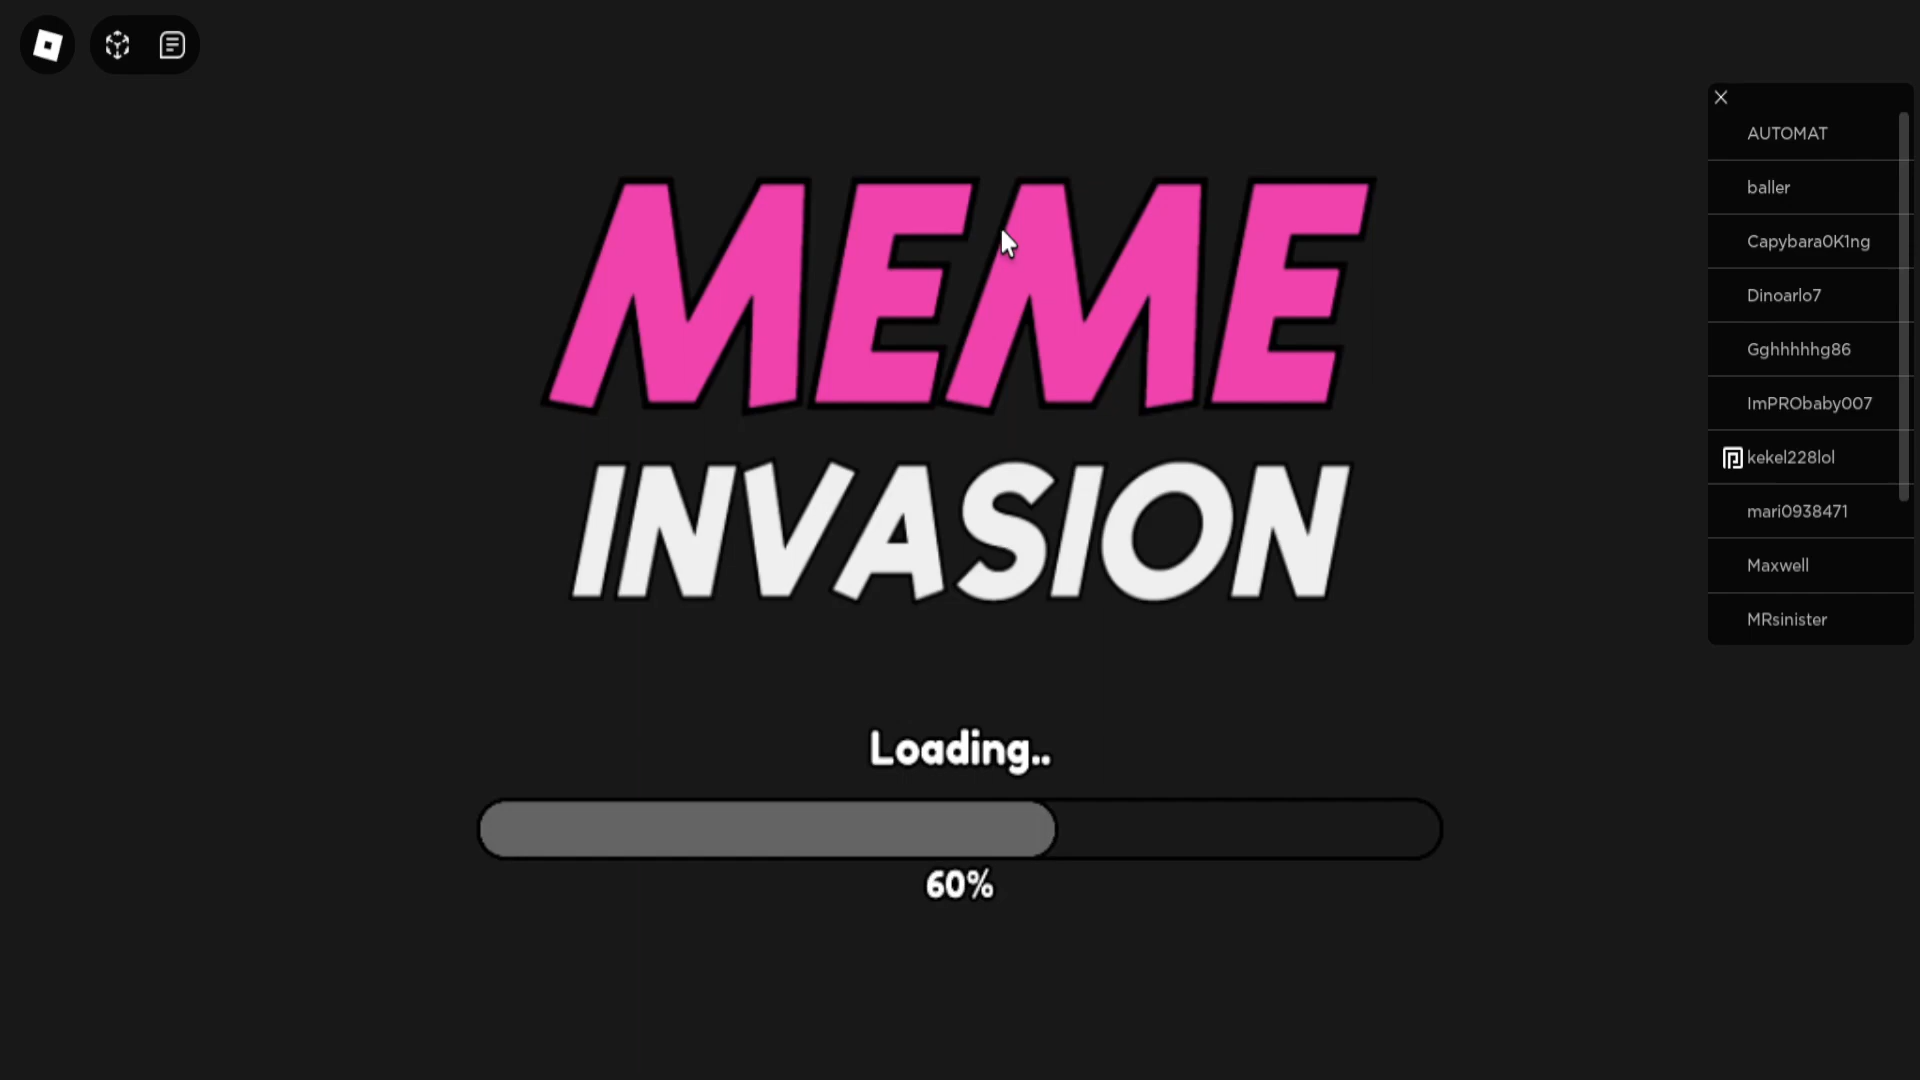 MEME
INVASION
Loading..
60%
AUTOMAT
baller
Capybara0K1ng
Dinoarlo7
Gghhhhhg86
ImPRObaby007
kekel228lol
mari0938471
Maxwell
MRsinister